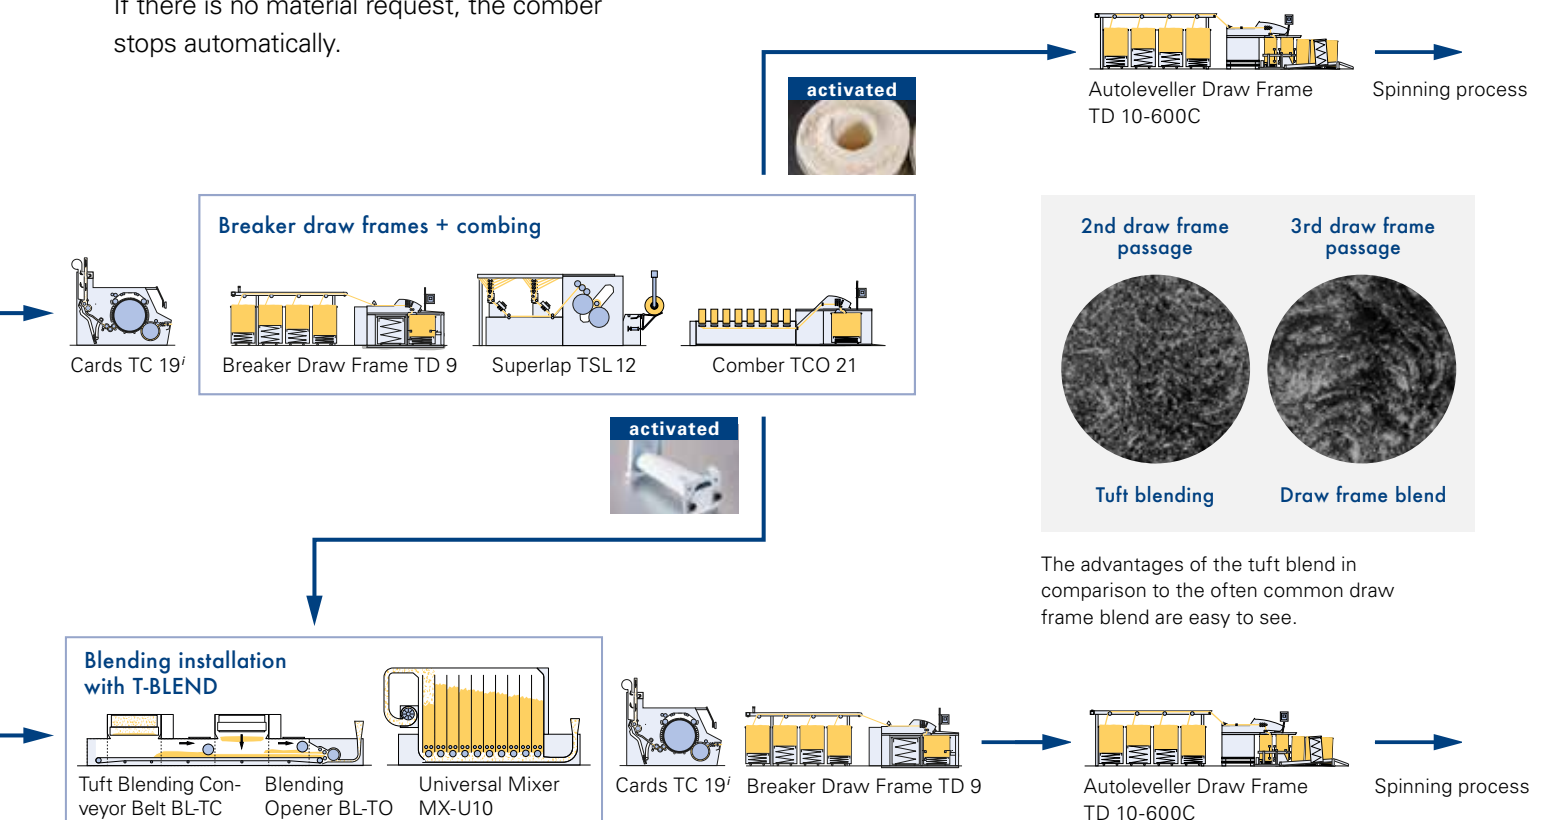 If there is no material request, the comber
stops automatically.
activated
Autoleveller Draw Frame
TD 10-600C
Spinning process
Breaker draw frames + combing
Cards TC 19i
Breaker Draw Frame TD 9
Superlap TSL 12
Comber TCO 21
2nd draw frame
passage
3rd draw frame
passage
Tuft blending
Draw frame blend
The advantages of the tuft blend in
comparison to the often common draw
frame blend are easy to see.
activated
Blending installation
with T-BLEND
Tuft Blending Con-
veyor Belt BL-TC
Blending
Opener BL-TO
Universal Mixer
MX-U10
Cards TC 19i
Breaker Draw Frame TD 9
Autoleveller Draw Frame
TD 10-600C
Spinning process